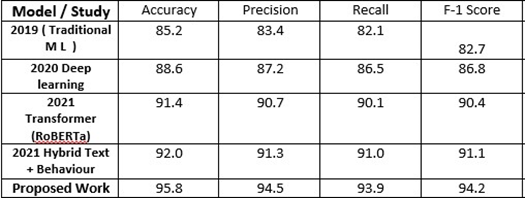 Model / Study Accuracy Precision Recall F-1 Score
2019 ( Traditional M L ) 85.2 83.4 82.1 82.7
2020 Deep learning 88.6 87.2 86.5 86.8
2021 Transformer (RoBERTa) 91.4 90.7 90.1 90.4
2021 Hybrid Text + Behaviour 92.0 91.3 91.0 91.1
Proposed Work 95.8 94.5 93.9 94.2